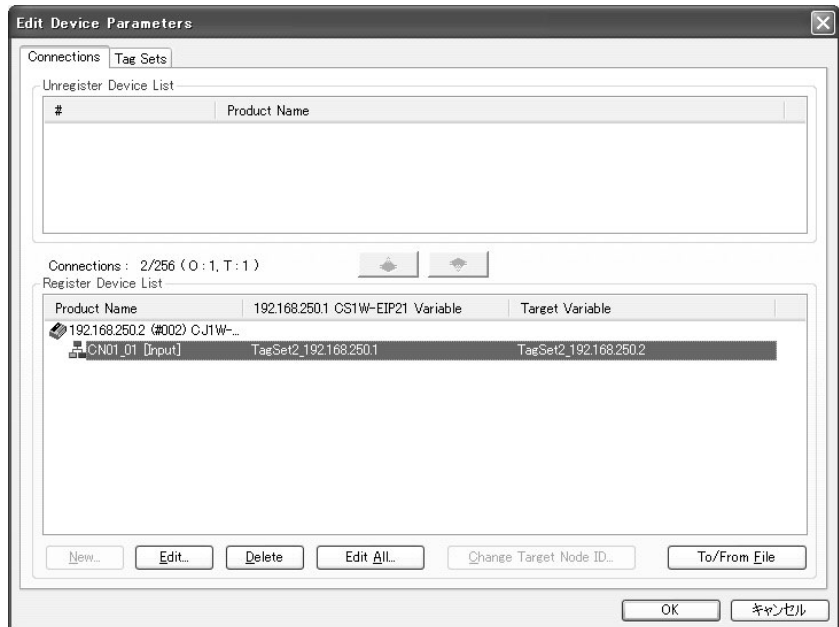 Edit Device Parameters
Connections Tag Sets
Unregister Device List
# Product Name
Connections : 2/256 ( O : 1, T : 1 )
Register Device List
Product Name 192.168.250.1 CS1W-EIP21 Variable Target Variable
192.168.250.2 (#002) CJ1W-...
CN01_01 [Input] TagSet2_192.168.250.1 TagSet2_192.168.250.2
New... Edit... Delete Edit All... Change Target Node ID... To/From File
OK キャンセル